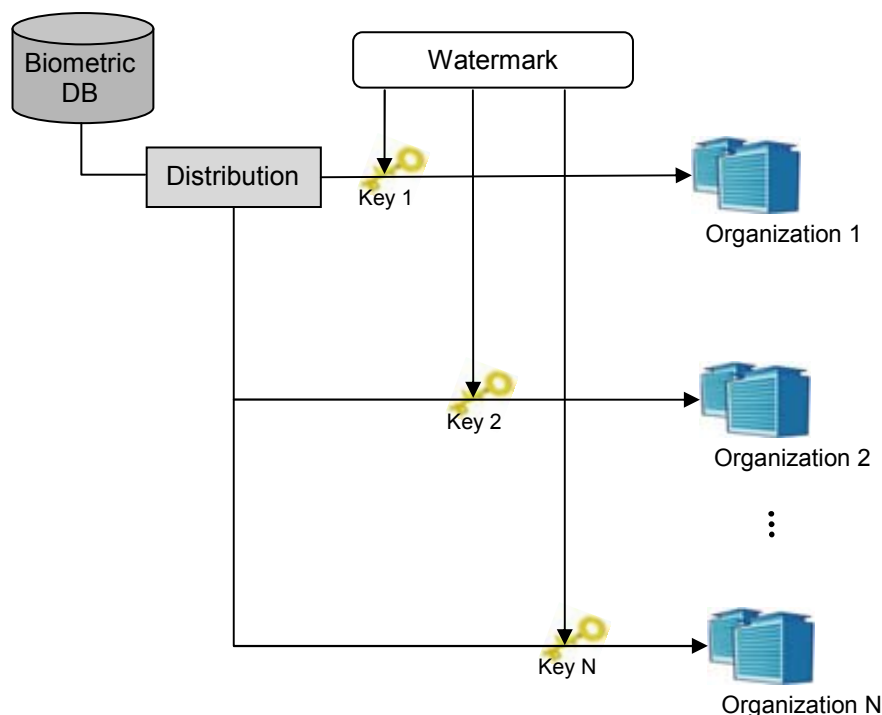 Biometric
DB
Watermark
Distribution
Key 1
Organization 1
Key 2
Organization 2
Key N
Organization N